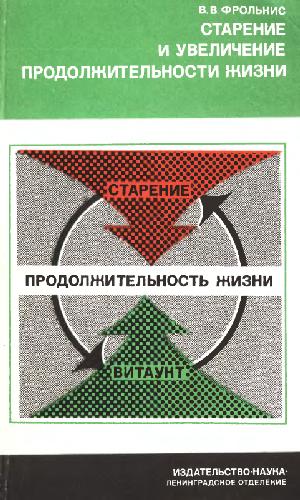 В. В ФРОЛЬКИС
СТАРЕНИЕ
И УВЕЛИЧЕНИЕ
ПРОДОЛЖИТЕЛЬНОСТИ ЖИЗНИ
СТАРЕНИЕ
ПРОДОЛЖИТЕЛЬНОСТЬ ЖИЗНИ
ВИТАУКТ
ИЗДАТЕЛЬСТВО·НАУКА·
ЛЕНИНГРАДСКОЕ ОТДЕЛЕНИЕ